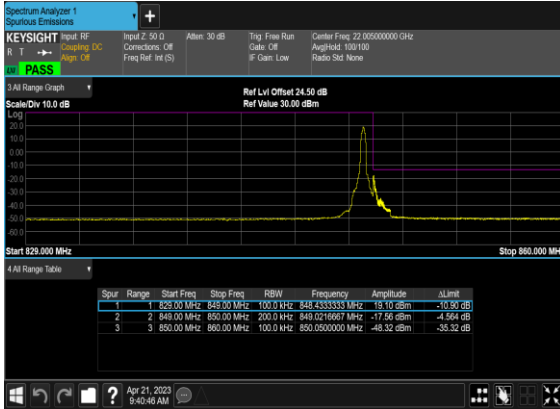 Spectrum Analyzer 1
Spurious Emissions
+
KEYSIGHT Input: RF Input Z: 50 Ω Atten: 30 dB Trig: Free Run Center Freq: 22.005000000 GHz
R T Coupling: DC Corrections: Off Gate: Off Avg|Hold: 100/100
Align: Off Freq Ref: Int (S) IF Gain: Low Radio Std: None
PASS
3 All Range Graph
Ref Lvl Offset 24.50 dB
Scale/Div 10.0 dB Ref Value 30.00 dBm
Log
20.0
10.0
0.00
-10.0
-20.0
-30.0
-40.0
-50.0
-60.0
Start 829.000 MHz Stop 860.000 MH
4 All Range Table
Spur Range Start Freq Stop Freq RBW Frequency Amplitude ΔLimit
1 1 829.00 MHz 849.00 MHz 100.0 kHz 848.4333333 MHz 19.10 dBm -10.90 dB
2 2 849.00 MHz 850.00 MHz 200.0 kHz 849.0216667 MHz -17.56 dBm -4.564 dB
3 3 850.00 MHz 860.00 MHz 100.0 kHz 850.0500000 MHz -48.32 dBm -35.32 dB
? Apr 21, 2023
9:40:46 AM